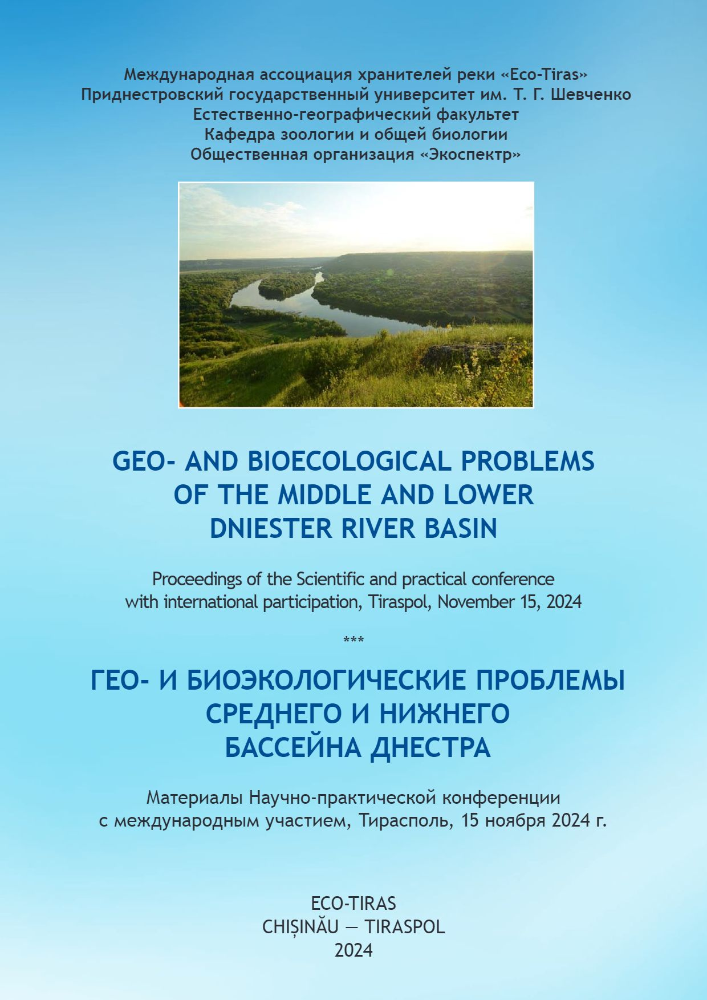 Международная ассоциация хранителей реки «Eco-Tiras»
Приднестровский государственный университет им. Т. Г. Шевченко
Естественно-географический факультет
Кафедра зоологии и общей биологии
Общественная организация «Экоспектр»
GEO- AND BIOECOLOGICAL PROBLEMS
OF THE MIDDLE AND LOWER
DNIESTER RIVER BASIN
Proceedings of the Scientific and practical conference
with international participation, Tiraspol, November 15, 2024
***
ГЕО- И БИОЭКОЛОГИЧЕСКИЕ ПРОБЛЕМЫ
СРЕДНЕГО И НИЖНЕГО
БАССЕЙНА ДНЕСТРА
Материалы Научно-практической конференции
с международным участием, Тирасполь, 15 ноября 2024 г.
ECO-TIRAS
CHIȘINĂU — TIRASPOL
2024